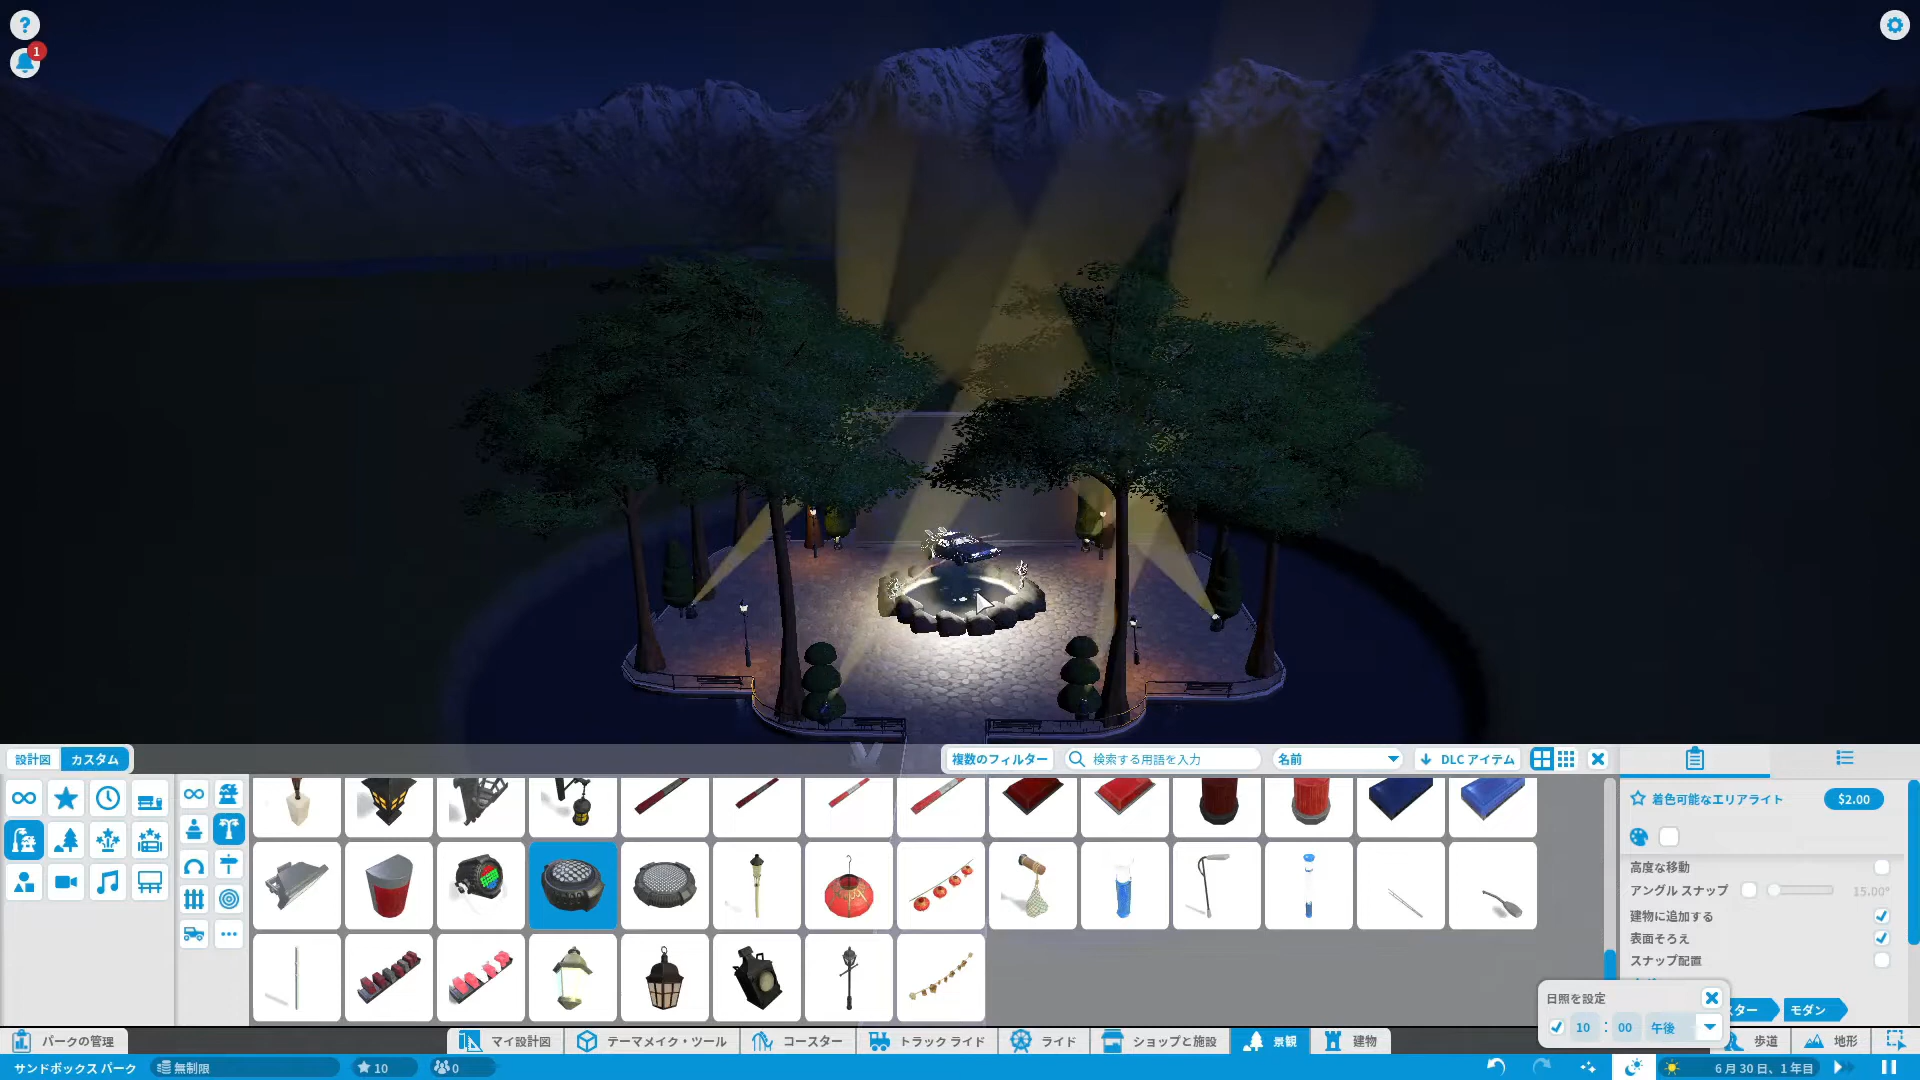 ?
1
設計図 カスタム
複数のフィルター
検索する用語を入力
名前
DLC アイテム
着色可能なエリアライト
$2.00
高度な移動
アングル スナップ
15.00°
建物に追加する
表面そろえ
スナップ配置
日照を設定
スター
モダン
10 : 00 午後
パークの管理
マイ設計図
テーマメイク・ツール
コースター
トラック ライド
ライド
ショップと施設
景観
建物
歩道
地形
サンドボックス パーク
無制限
10
0
6 月 30 日、1 年目